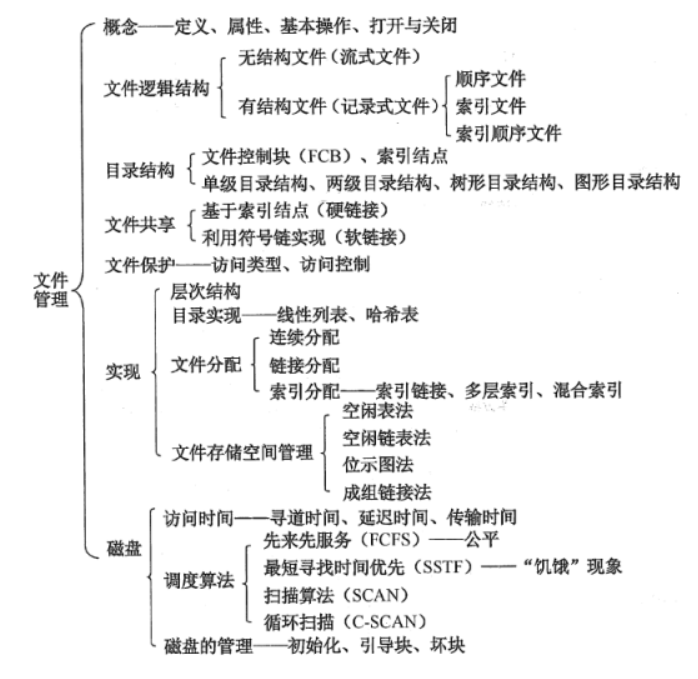 概念——定义、属性、基本操作、打开与关闭
无结构文件（流式文件）
文件逻辑结构
顺序文件
有结构文件（记录式文件）
索引文件
索引顺序文件
文件控制块（FCB）、索引结点
目录结构
单级目录结构、两级目录结构、树形目录结构、图形目录结构
基于索引结点（硬链接）
文件共享
利用符号链实现（软链接）
文件保护——访问类型、访问控制
文件
管理
层次结构
目录实现——线性列表、哈希表
连续分配
实现
文件分配
链接分配
索引分配——索引链接、多层索引、混合索引
空闲表法
空闲链表法
文件存储空间管理
位示图法
成组链接法
访问时间——寻道时间、延迟时间、传输时间
磁盘
先来先服务（FCFS）——公平
最短寻找时间优先（SSTF）——“饥饿”现象
调度算法
扫描算法（SCAN）
循环扫描（C-SCAN）
磁盘的管理——初始化、引导块、坏块